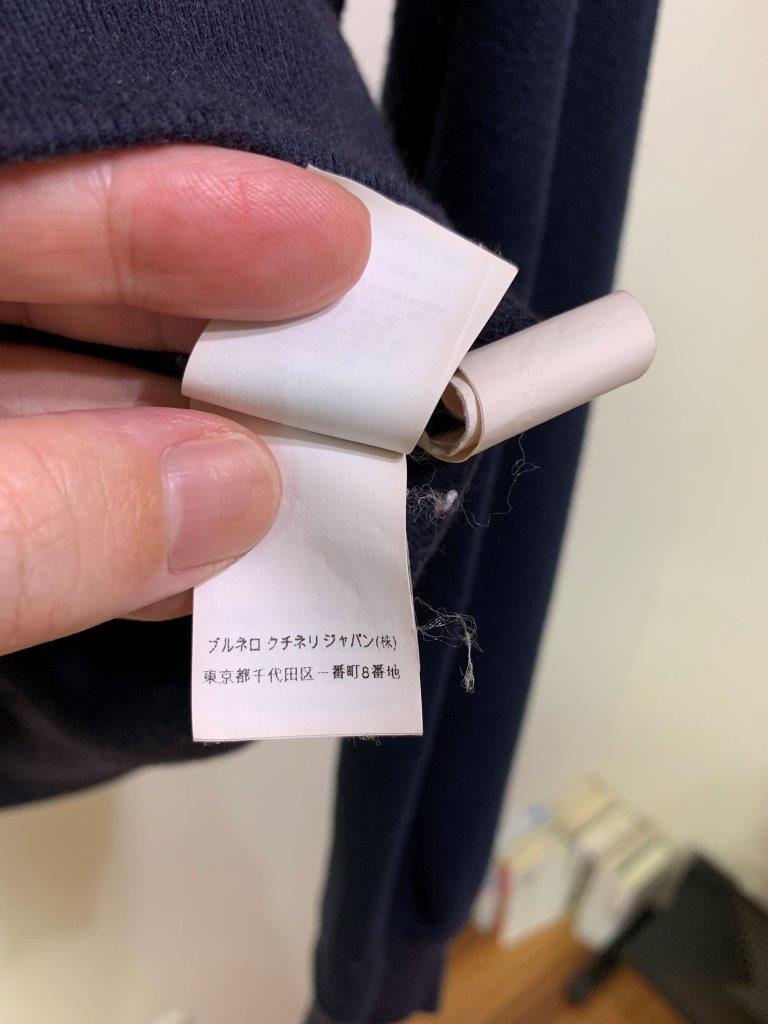 ブルネロ クチネリ ジャパン(株)
東京都千代田区一番町8番地